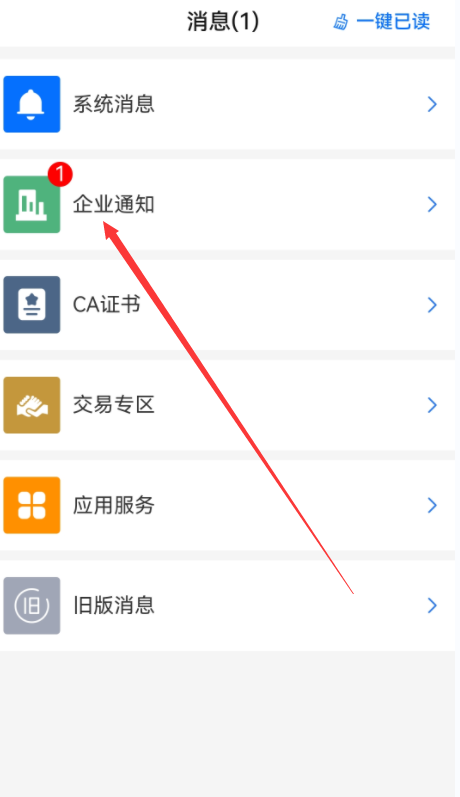 消息(1) 一键已读
系统消息
1
企业通知
CA证书
交易专区
应用服务
旧
旧版消息